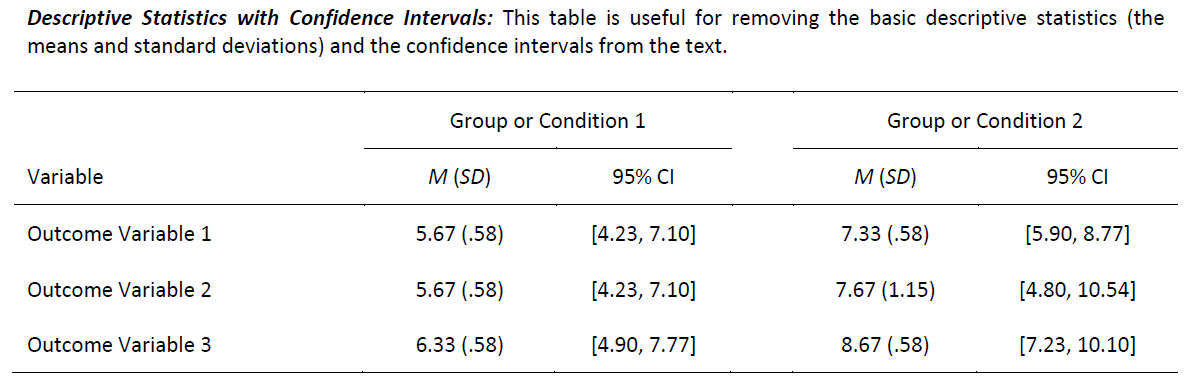 Descriptive Statistics with Confidence Intervals: This table is useful for removing the basic descriptive statistics (the
means and standard deviations) and the confidence intervals from the text.
Group or Condition 1 Group or Condition 2
Variable M (SD) 95% CI M (SD) 95% CI
Outcome Variable 1 5.67 (.58) [4.23, 7.10] 7.33 (.58) [5.90, 8.77]
Outcome Variable 2 5.67 (.58) [4.23, 7.10] 7.67 (1.15) [4.80, 10.54]
Outcome Variable 3 6.33 (.58) [4.90, 7.77] 8.67 (.58) [7.23, 10.10]